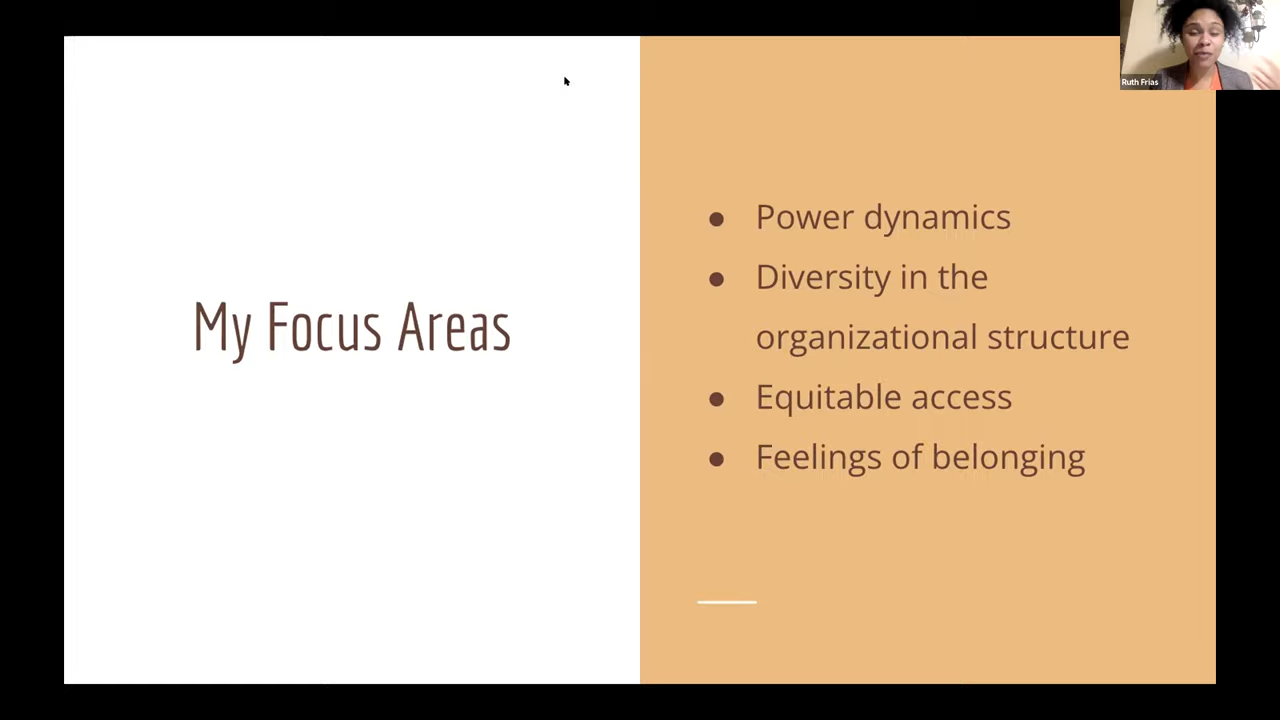 Ruth Frias
My Focus Areas
● Power dynamics
● Diversity in the
organizational structure
● Equitable access
● Feelings of belonging